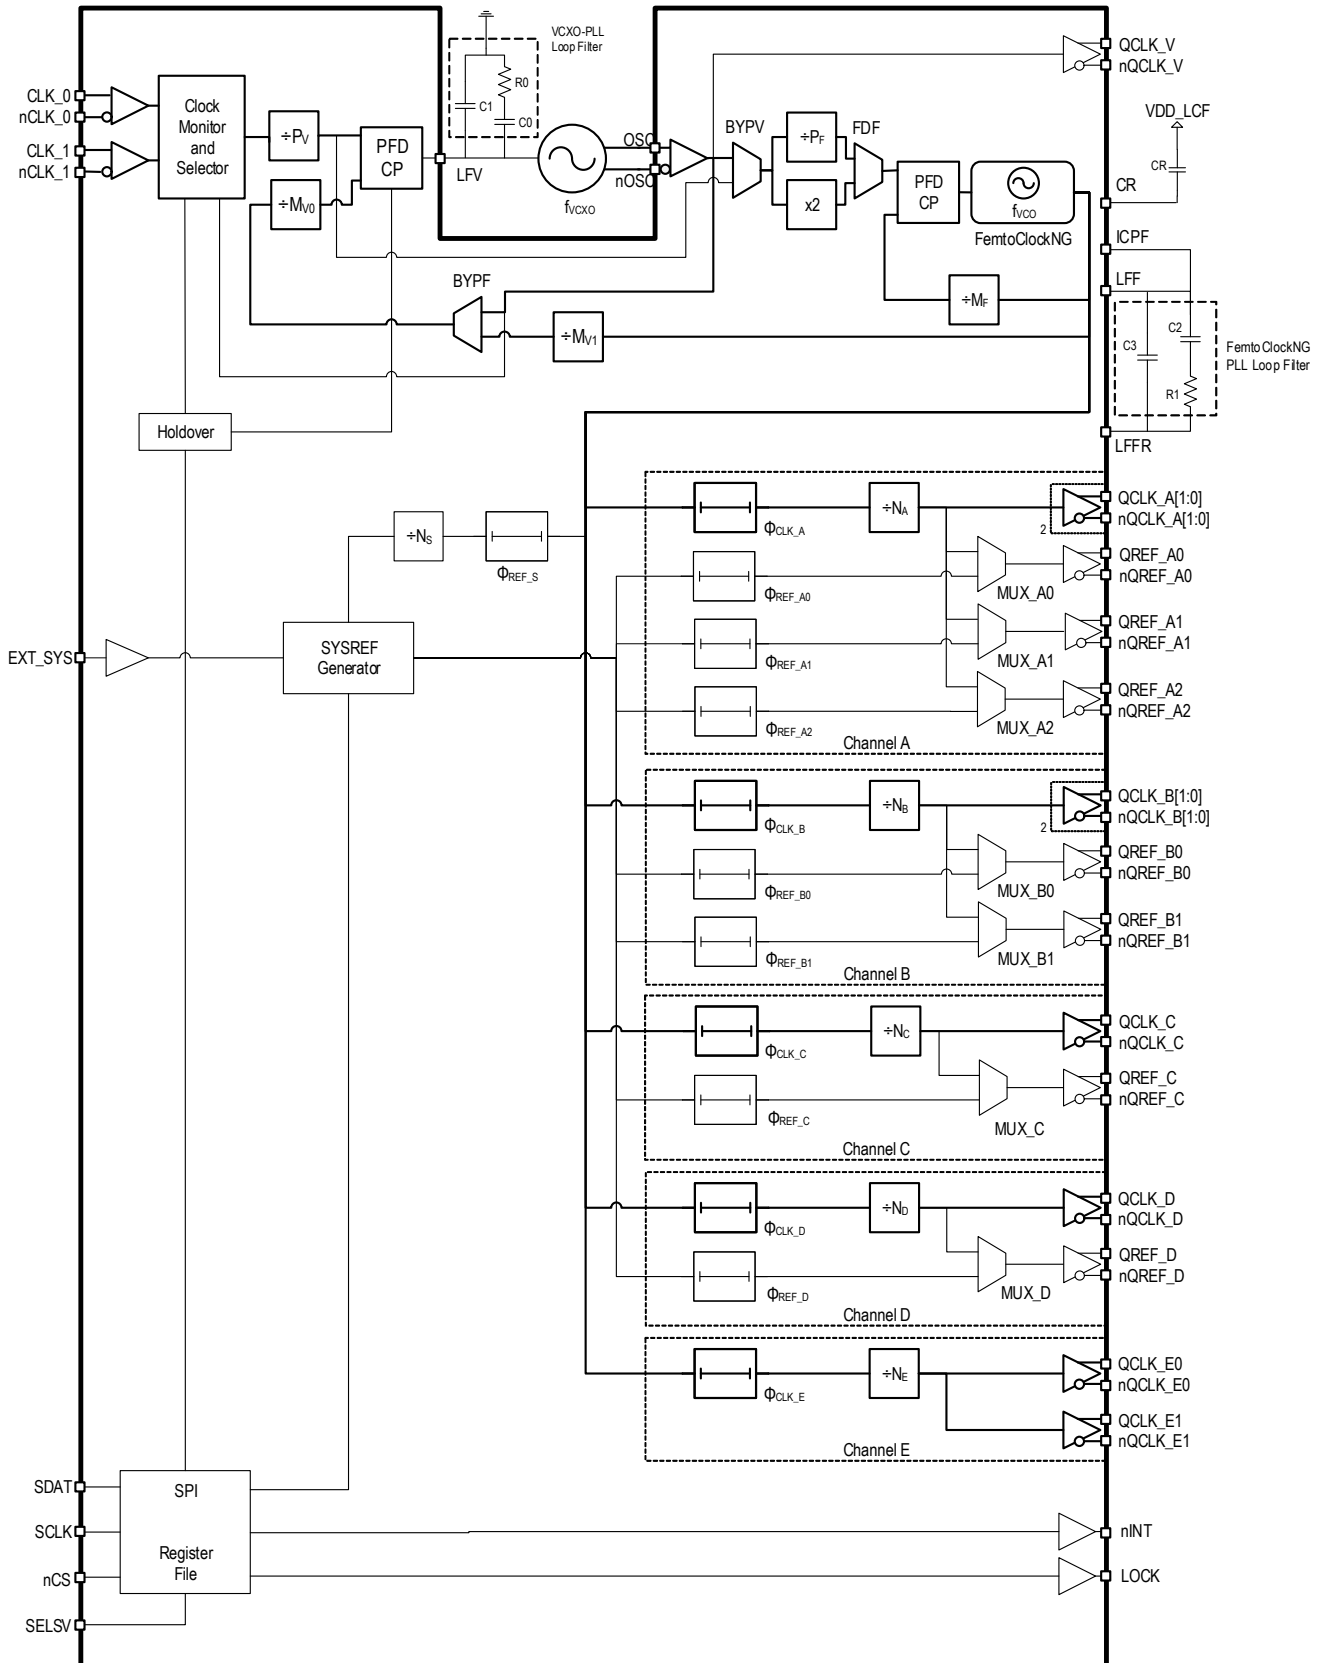 VCXO-PLL
Loop Filter
R0
C1
C0
QCLK_V
nQCLK_V
CLK_0
nCLK_0
CLK_1
nCLK_1
Clock
Monitor
and
Selector
÷PV
PFD
CP
÷MV0
LFV
fVCXO
OSC
nOSC
BYPV
÷PF
x2
FDF
PFD
CP
fVCO
FemtoClockNG
VDD_LCF
CR
CR
ICPF
LFF
÷MF
BYPF
÷MV1
C3
C2
R1
FemtoClockNG
PLL Loop Filter
LFFR
Holdover
÷NS
ΦREF_S
EXT_SYS
SYSREF
Generator
ΦCLK_A
÷NA
2
QCLK_A[1:0]
nQCLK_A[1:0]
ΦREF_A0
MUX_A0
QREF_A0
nQREF_A0
ΦREF_A1
MUX_A1
QREF_A1
nQREF_A1
ΦREF_A2
MUX_A2
QREF_A2
nQREF_A2
Channel A
ΦCLK_B
÷NB
2
QCLK_B[1:0]
nQCLK_B[1:0]
ΦREF_B0
MUX_B0
QREF_B0
nQREF_B0
ΦREF_B1
MUX_B1
QREF_B1
nQREF_B1
Channel B
ΦCLK_C
÷NC
QCLK_C
nQCLK_C
ΦREF_C
MUX_C
QREF_C
nQREF_C
Channel C
ΦCLK_D
÷ND
QCLK_D
nQCLK_D
ΦREF_D
MUX_D
QREF_D
nQREF_D
Channel D
ΦCLK_E
÷NE
QCLK_E0
nQCLK_E0
QCLK_E1
nQCLK_E1
Channel E
SDAT
SCLK
nCS
SELSV
SPI
Register
File
nINT
LOCK